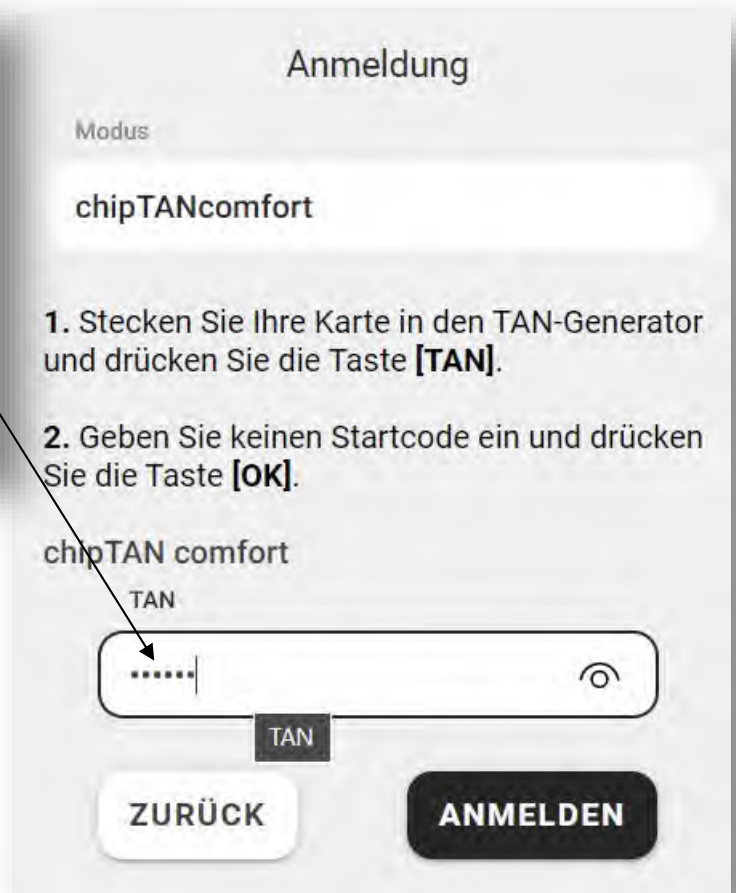 Anmeldung
Modus
chipTANcomfort
1. Stecken Sie Ihre Karte in den TAN-Generator
und drücken Sie die Taste [TAN].
2. Geben Sie keinen Startcode ein und drücken
Sie die Taste [OK].
chipTAN comfort
TAN
••••••
TAN
ZURÜCK
ANMELDEN